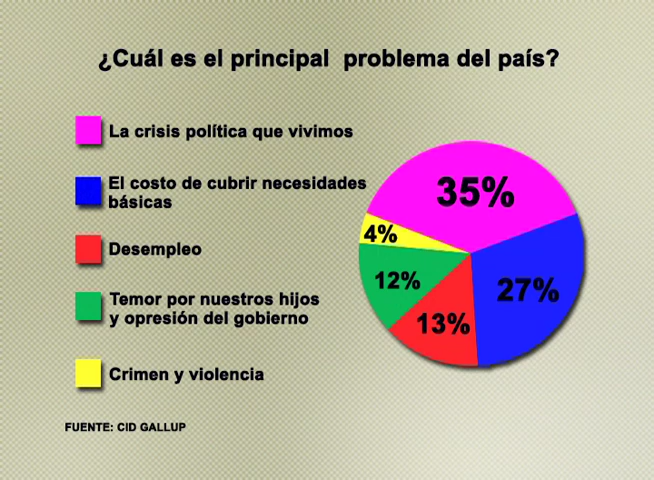 ¿Cuál es el principal problema del país?
La crisis política que vivimos
El costo de cubrir necesidades
básicas
Desempleo
Temor por nuestros hijos
y opresión del gobierno
Crimen y violencia
35%
27%
13%
12%
4%
FUENTE: CID GALLUP